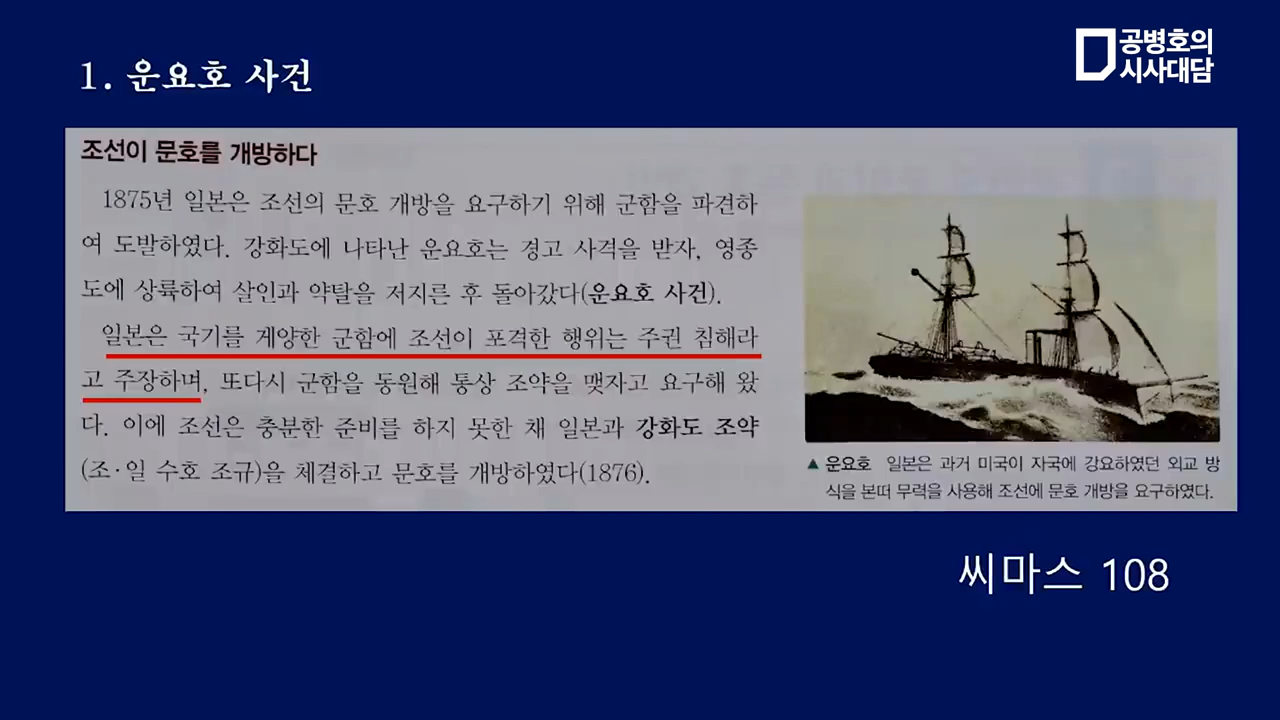 공병호의
시사대담
1. 운요호 사건
조선이 문호를 개방하다
1875년 일본은 조선의 문호 개방을 요구하기 위해 군함을 파견하
여 도발하였다. 강화도에 나타난 운요호는 경고 사격을 받자, 영종
도에 상륙하여 살인과 약탈을 저지른 후 돌아갔다(운요호 사건).
일본은 국기를 게양한 군함에 조선이 포격한 행위는 주권 침해라
고 주장하며, 또다시 군함을 동원해 통상 조약을 맺자고 요구해 왔
다. 이에 조선은 충분한 준비를 하지 못한 채 일본과 강화도 조약
(조·일 수호 조규)을 체결하고 문호를 개방하였다(1876).
▲ 운요호 일본은 과거 미국이 자국에 강요하였던 외교 방
식을 본떠 무력을 사용해 조선에 문호 개방을 요구하였다.
씨마스 108